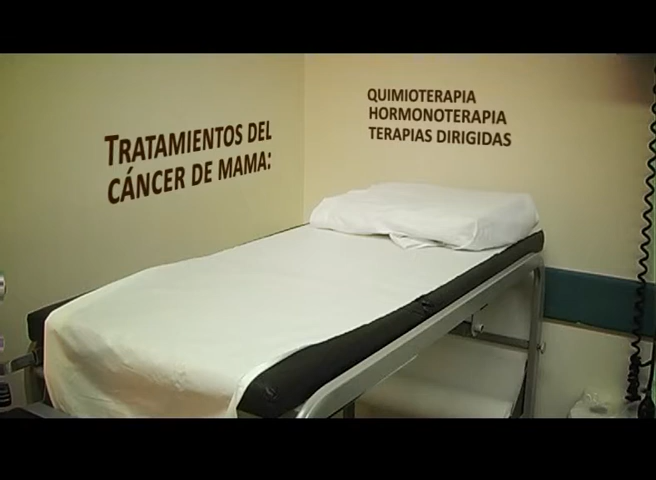 TRATAMIENTOS DEL
CÁNCER DE MAMA:
QUIMIOTERAPIA
HORMONOTERAPIA
TERAPIAS DIRIGIDAS